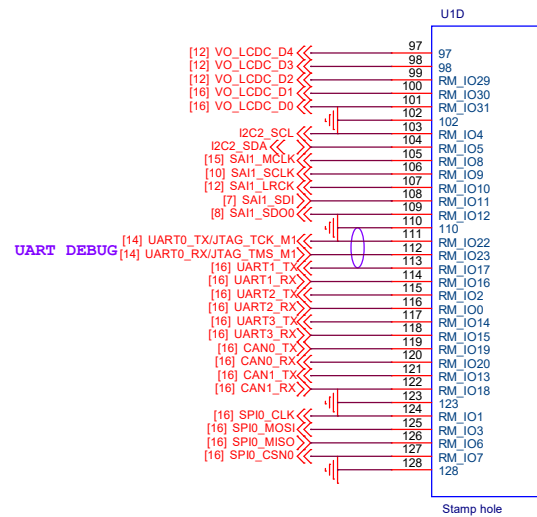 U1D
[12] VO_LCDC_D4 97 97
[12] VO_LCDC_D3 98 98
[12] VO_LCDC_D2 99 RM_IO29
[16] VO_LCDC_D1 100 RM_IO30
[16] VO_LCDC_D0 101 RM_IO31
102 102
I2C2_SCL 103 RM_IO4
I2C2_SDA 104 RM_IO5
[15] SAI1_MCLK 105 RM_IO8
[10] SAI1_SCLK 106 RM_IO9
[12] SAI1_LRCK 107 RM_IO10
[7] SAI1_SDI 108 RM_IO11
[8] SAI1_SDO0 109 RM_IO12
110 110
[14] UART0_TX/JTAG_TCK_M1 111 RM_IO22
UART DEBUG [14] UART0_RX/JTAG_TMS_M1 112 RM_IO23
[16] UART1_TX 113 RM_IO17
[16] UART1_RX 114 RM_IO16
[16] UART2_TX 115 RM_IO2
[16] UART2_RX 116 RM_IO0
[16] UART3_TX 117 RM_IO14
[16] UART3_RX 118 RM_IO15
[16] CAN0_TX 119 RM_IO19
[16] CAN0_RX 120 RM_IO20
[16] CAN1_TX 121 RM_IO13
[16] CAN1_RX 122 RM_IO18
123 123
[16] SPI0_CLK 124 RM_IO1
[16] SPI0_MOSI 125 RM_IO3
[16] SPI0_MISO 126 RM_IO6
[16] SPI0_CSN0 127 RM_IO7
128 128
Stamp hole